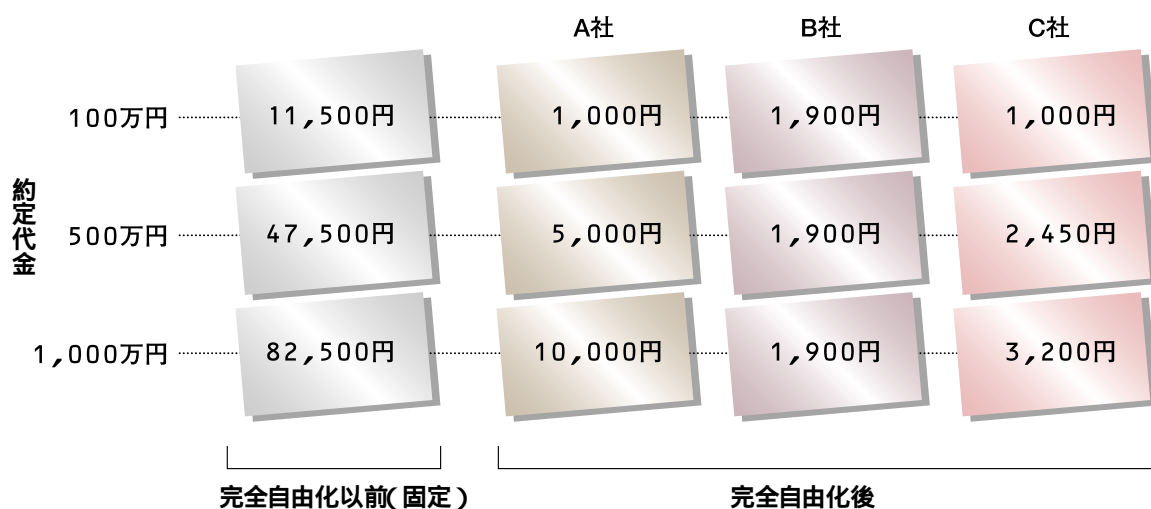 A社 B社 C社
100万円 11,500円 1,000円 1,900円 1,000円
約定代金
500万円 47,500円 5,000円 1,900円 2,450円
1,000万円 82,500円 10,000円 1,900円 3,200円
完全自由化以前(固定) 完全自由化後